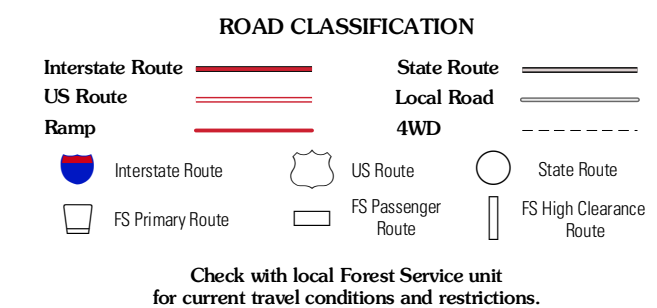 ROAD CLASSIFICATION
Interstate Route
State Route
US Route
Local Road
Ramp
4WD
Interstate Route
US Route
State Route
FS Primary Route
FS Passenger
Route
FS High Clearance
Route
Check with local Forest Service unit
for current travel conditions and restrictions.